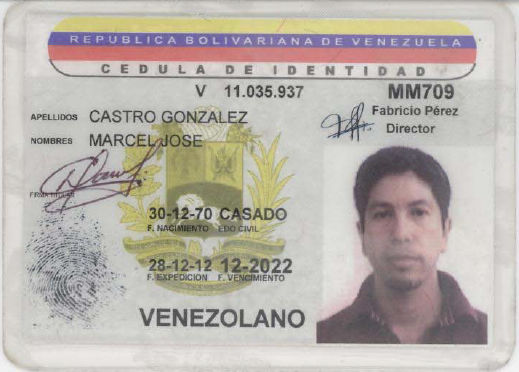 REPÚBLICA BOLIVARIANA DE VENEZUELA
CEDULA DE IDENTIDAD
V 11.035.937 MM709
APELLIDOS CASTRO GONZALEZ
Fabricio Pérez
Director
NOMBRES MARCEL JOSE
FIRMA TITULAR
30-12-70 CASADO
F. NACIMIENTO EDO CIVIL
28-12-12 12-2022
F. EXPEDICION F. VENCIMIENTO
VENEZOLANO